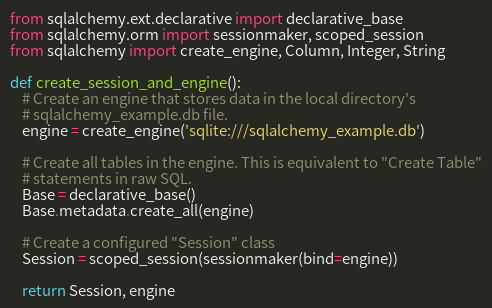 from sqlalchemy.ext.declarative import declarative_base
from sqlalchemy.orm import sessionmaker, scoped_session
from sqlalchemy import create_engine, Column, Integer, String

def create_session_and_engine():
    # Create an engine that stores data in the local directory's
    # sqlalchemy_example.db file.
    engine = create_engine('sqlite:///sqlalchemy_example.db')

    # Create all tables in the engine. This is equivalent to "Create Table"
    # statements in raw SQL.
    Base = declarative_base()
    Base.metadata.create_all(engine)

    # Create a configured "Session" class
    Session = scoped_session(sessionmaker(bind=engine))

    return Session, engine